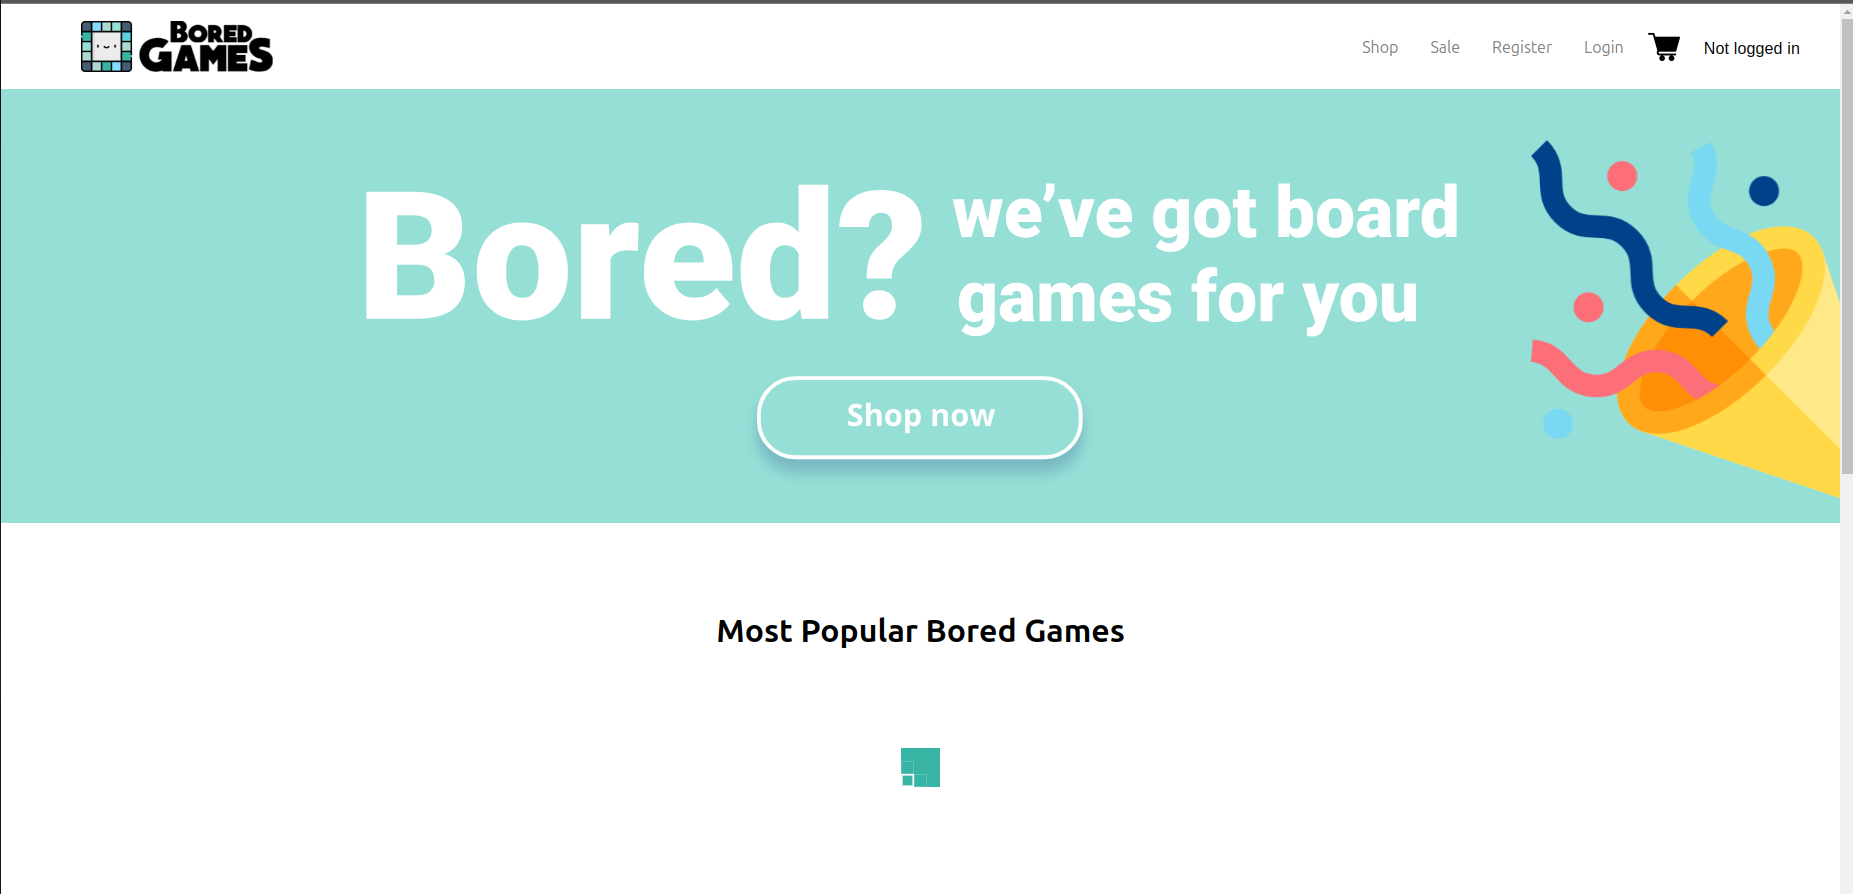 BORED
GAMES
Shop
Sale
Register
Login
Not logged in
Bored?
we've got board
games for you
Shop now
Most Popular Bored Games